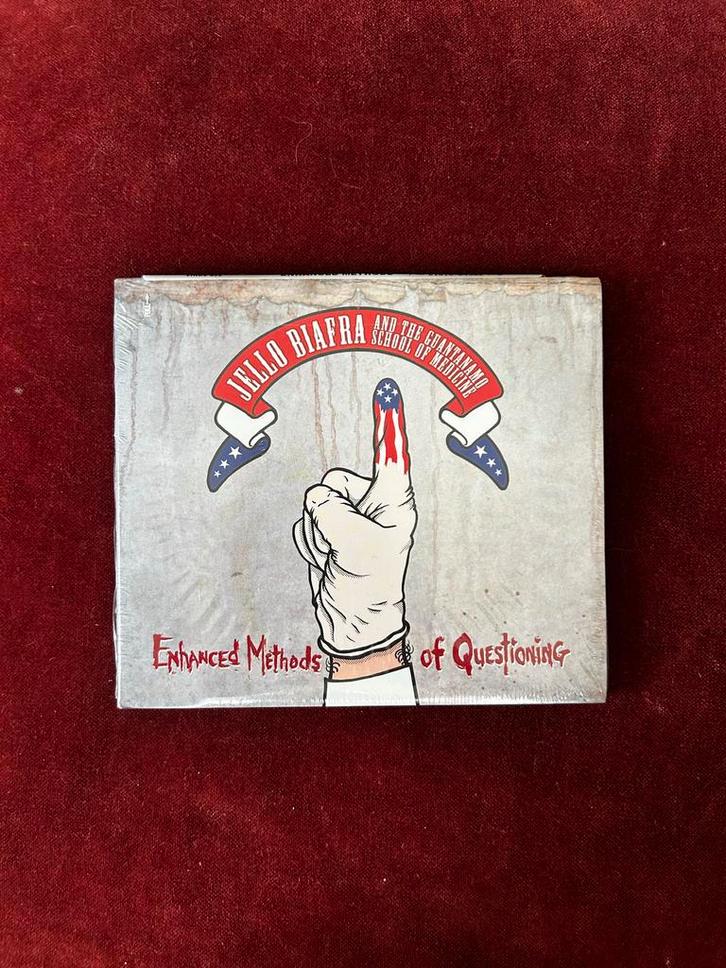 JELLO BIAFRA
AND THE GUANTANAMO
SCHOOL OF MEDICINE
Enhanced Methods
of Questioning